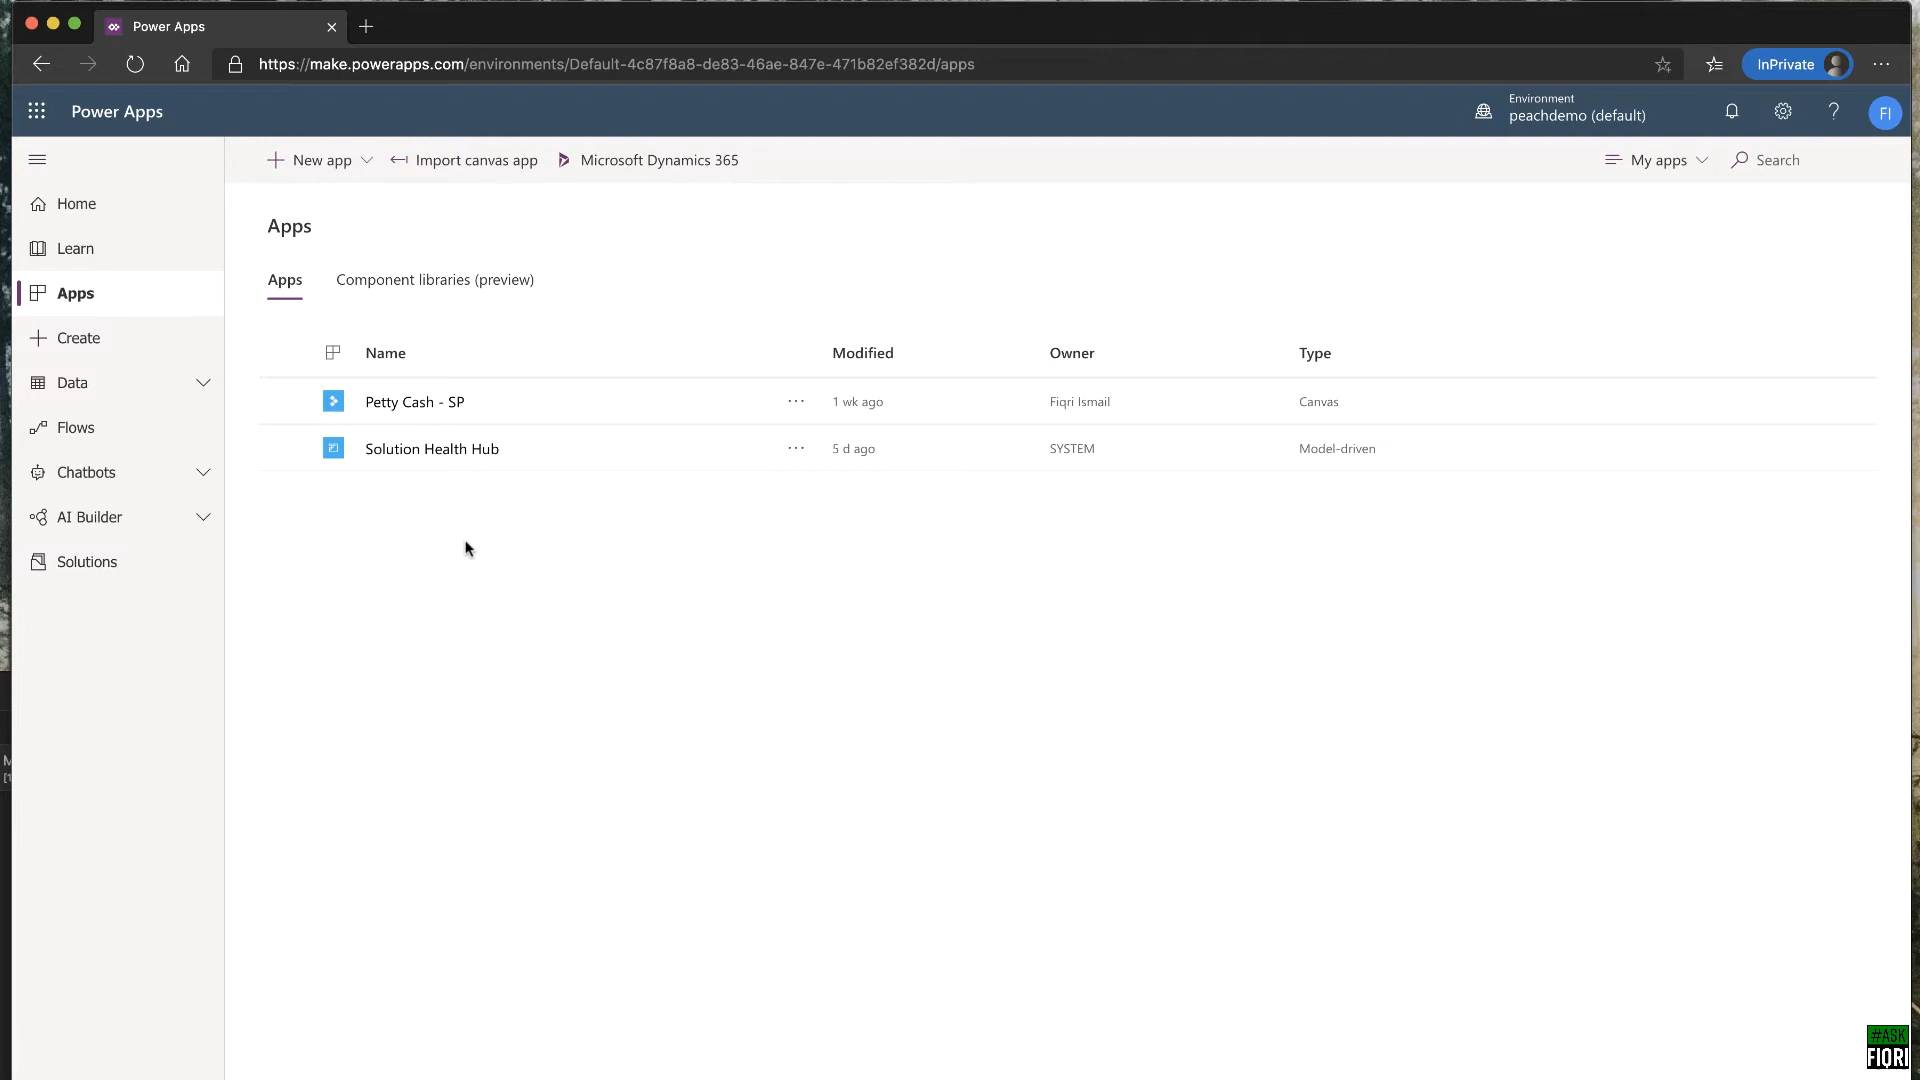 Power Apps
https://make.powerapps.com/environments/Default-4c87f8a8-de83-46ae-847e-471b82ef382d/apps
InPrivate
Power Apps
Environment
peachdemo (default)
?
FI
New app
Import canvas app
Microsoft Dynamics 365
My apps
Search
Home
Learn
Apps
Create
Data
Flows
Chatbots
AI Builder
Solutions
Apps
Apps
Component libraries (preview)
Name
Modified
Owner
Type
Petty Cash - SP
1 wk ago
Fiqri Ismail
Canvas
Solution Health Hub
5 d ago
SYSTEM
Model-driven
#ASK
FIQRI